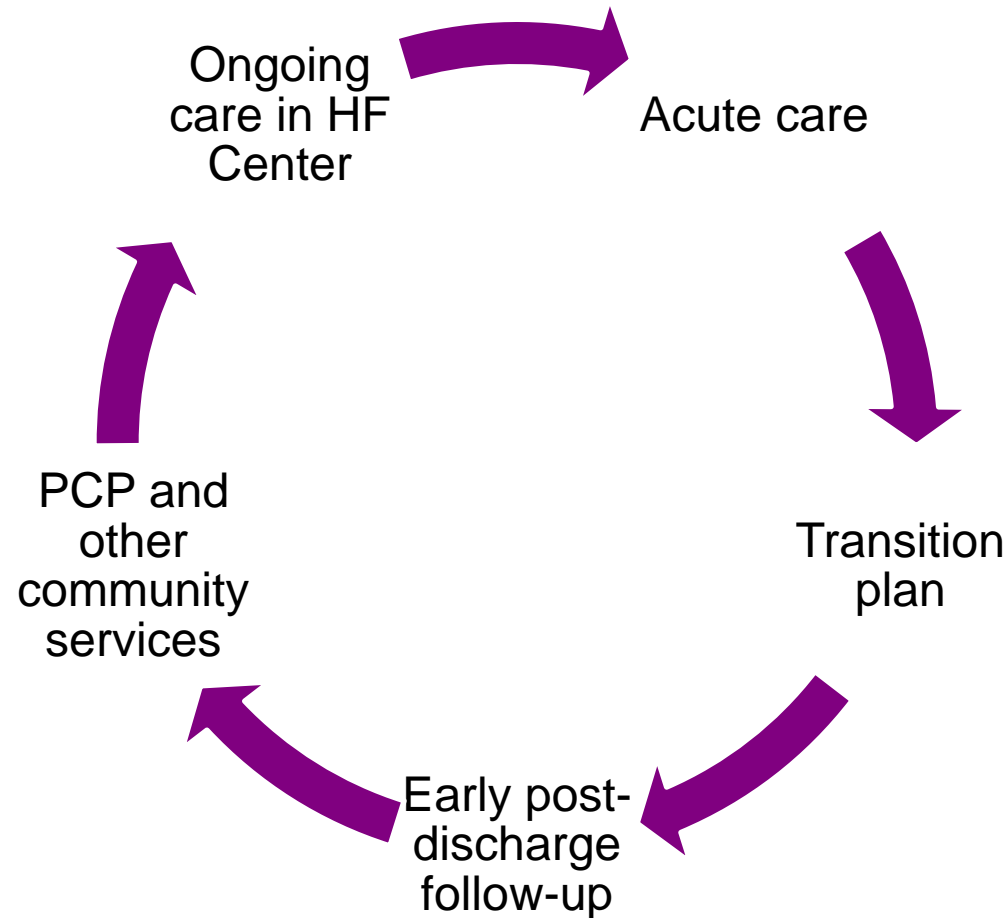 Ongoing
care in HF
Center
Acute care
Transition
plan
Early post-
discharge
follow-up
PCP and
other
community
services